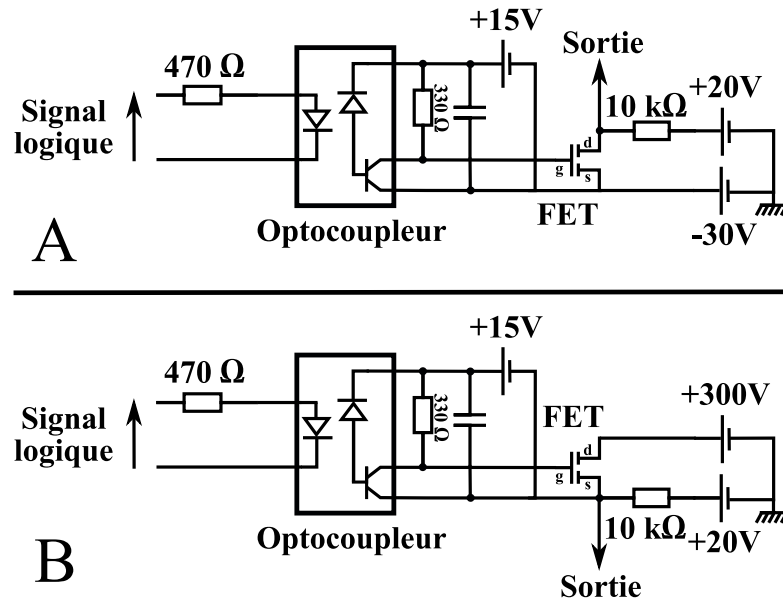 +15V
Sortie
470 Ω
+20V
10 kΩ
330 Ω
Signal
logique
d
g
s
FET
Optocoupleur
-30V
A
+15V
470 Ω
+300V
FET
330 Ω
Signal
logique
d
g
s
10 kΩ
+20V
Optocoupleur
B
Sortie